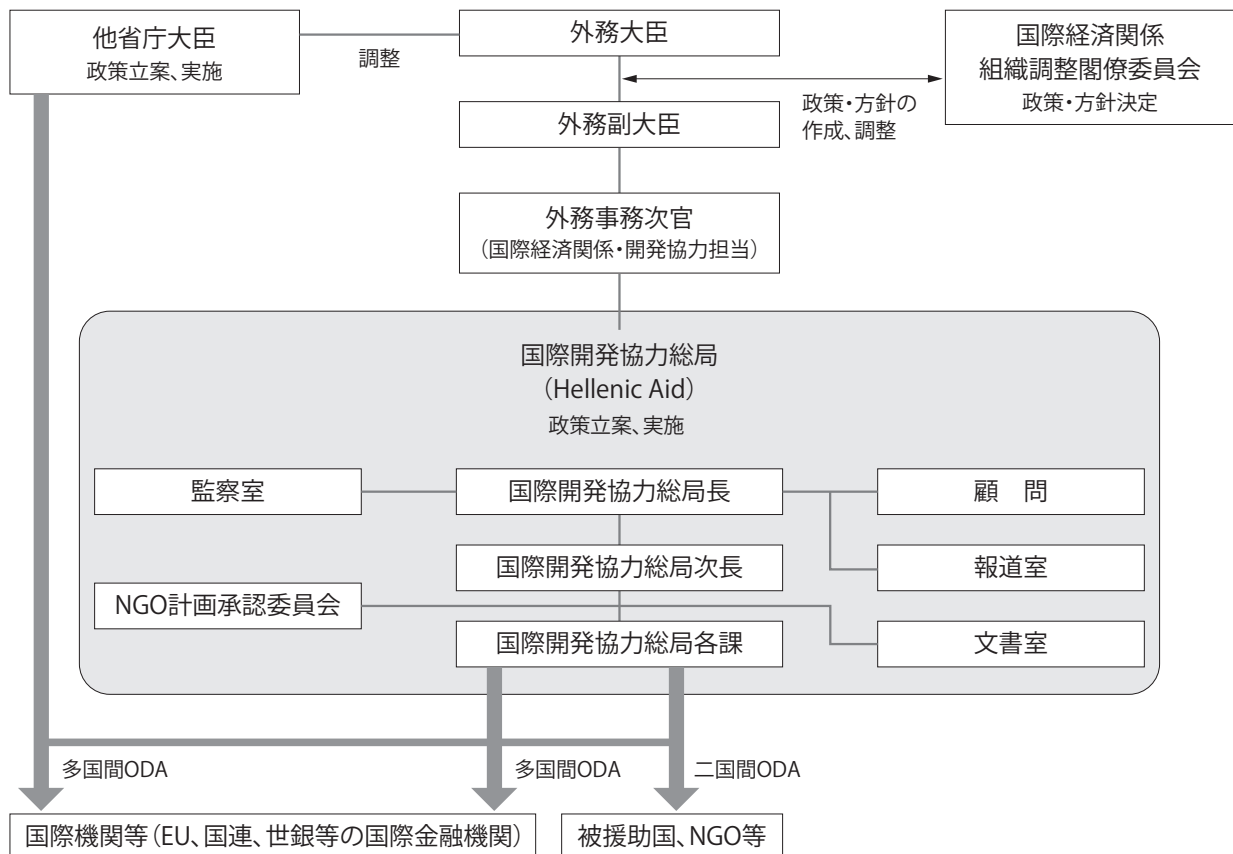 他省庁大臣
政策立案、実施
調整
外務大臣
国際経済関係
組織調整閣僚委員会
政策・方針決定
政策・方針の
作成、調整
外務副大臣
外務事務次官
（国際経済関係・開発協力担当）
国際開発協力総局
（Hellenic Aid）
政策立案、実施
監察室
国際開発協力総局長
顧　問
国際開発協力総局次長
報道室
NGO計画承認委員会
国際開発協力総局各課
文書室
多国間ODA
多国間ODA
二国間ODA
国際機関等（EU、国連、世銀等の国際金融機関）
被援助国、NGO等